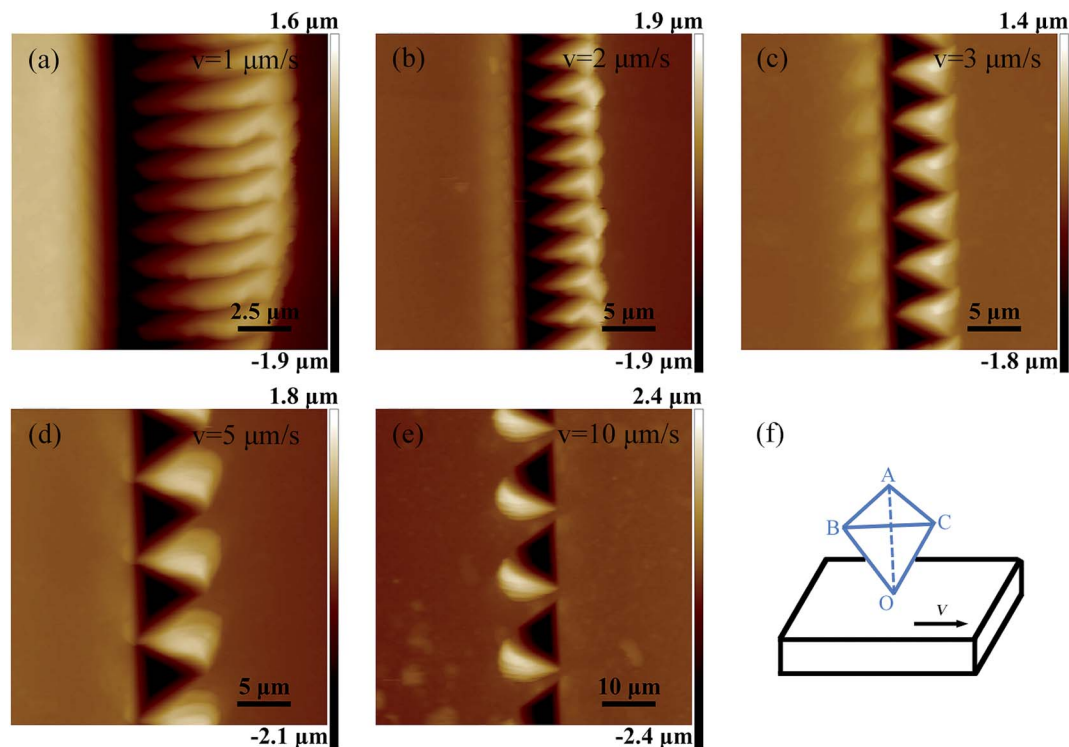 1.6 μm
1.9 μm
1.4 μm
(a)
v=1 μm/s
(b)
v=2 μm/s
(c)
v=3 μm/s
2.5 μm
5 μm
5 μm
-1.9 μm
-1.9 μm
-1.8 μm
1.8 μm
2.4 μm
(d)
v=5 μm/s
(e)
v=10 μm/s
(f)
A
B
C
O
v
5 μm
10 μm
-2.1 μm
-2.4 μm